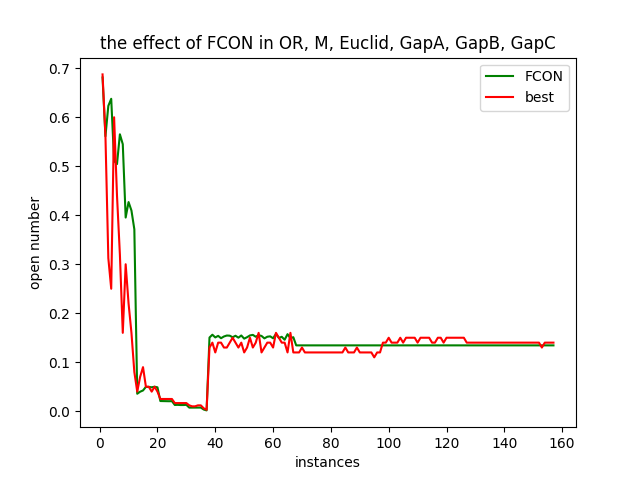 the effect of FCON in OR, M, Euclid, GapA, GapB, GapC
FCON
best
open number
0.7
0.6
0.5
0.4
0.3
0.2
0.1
0.0
0 20 40 60 80 100 120 140 160
instances